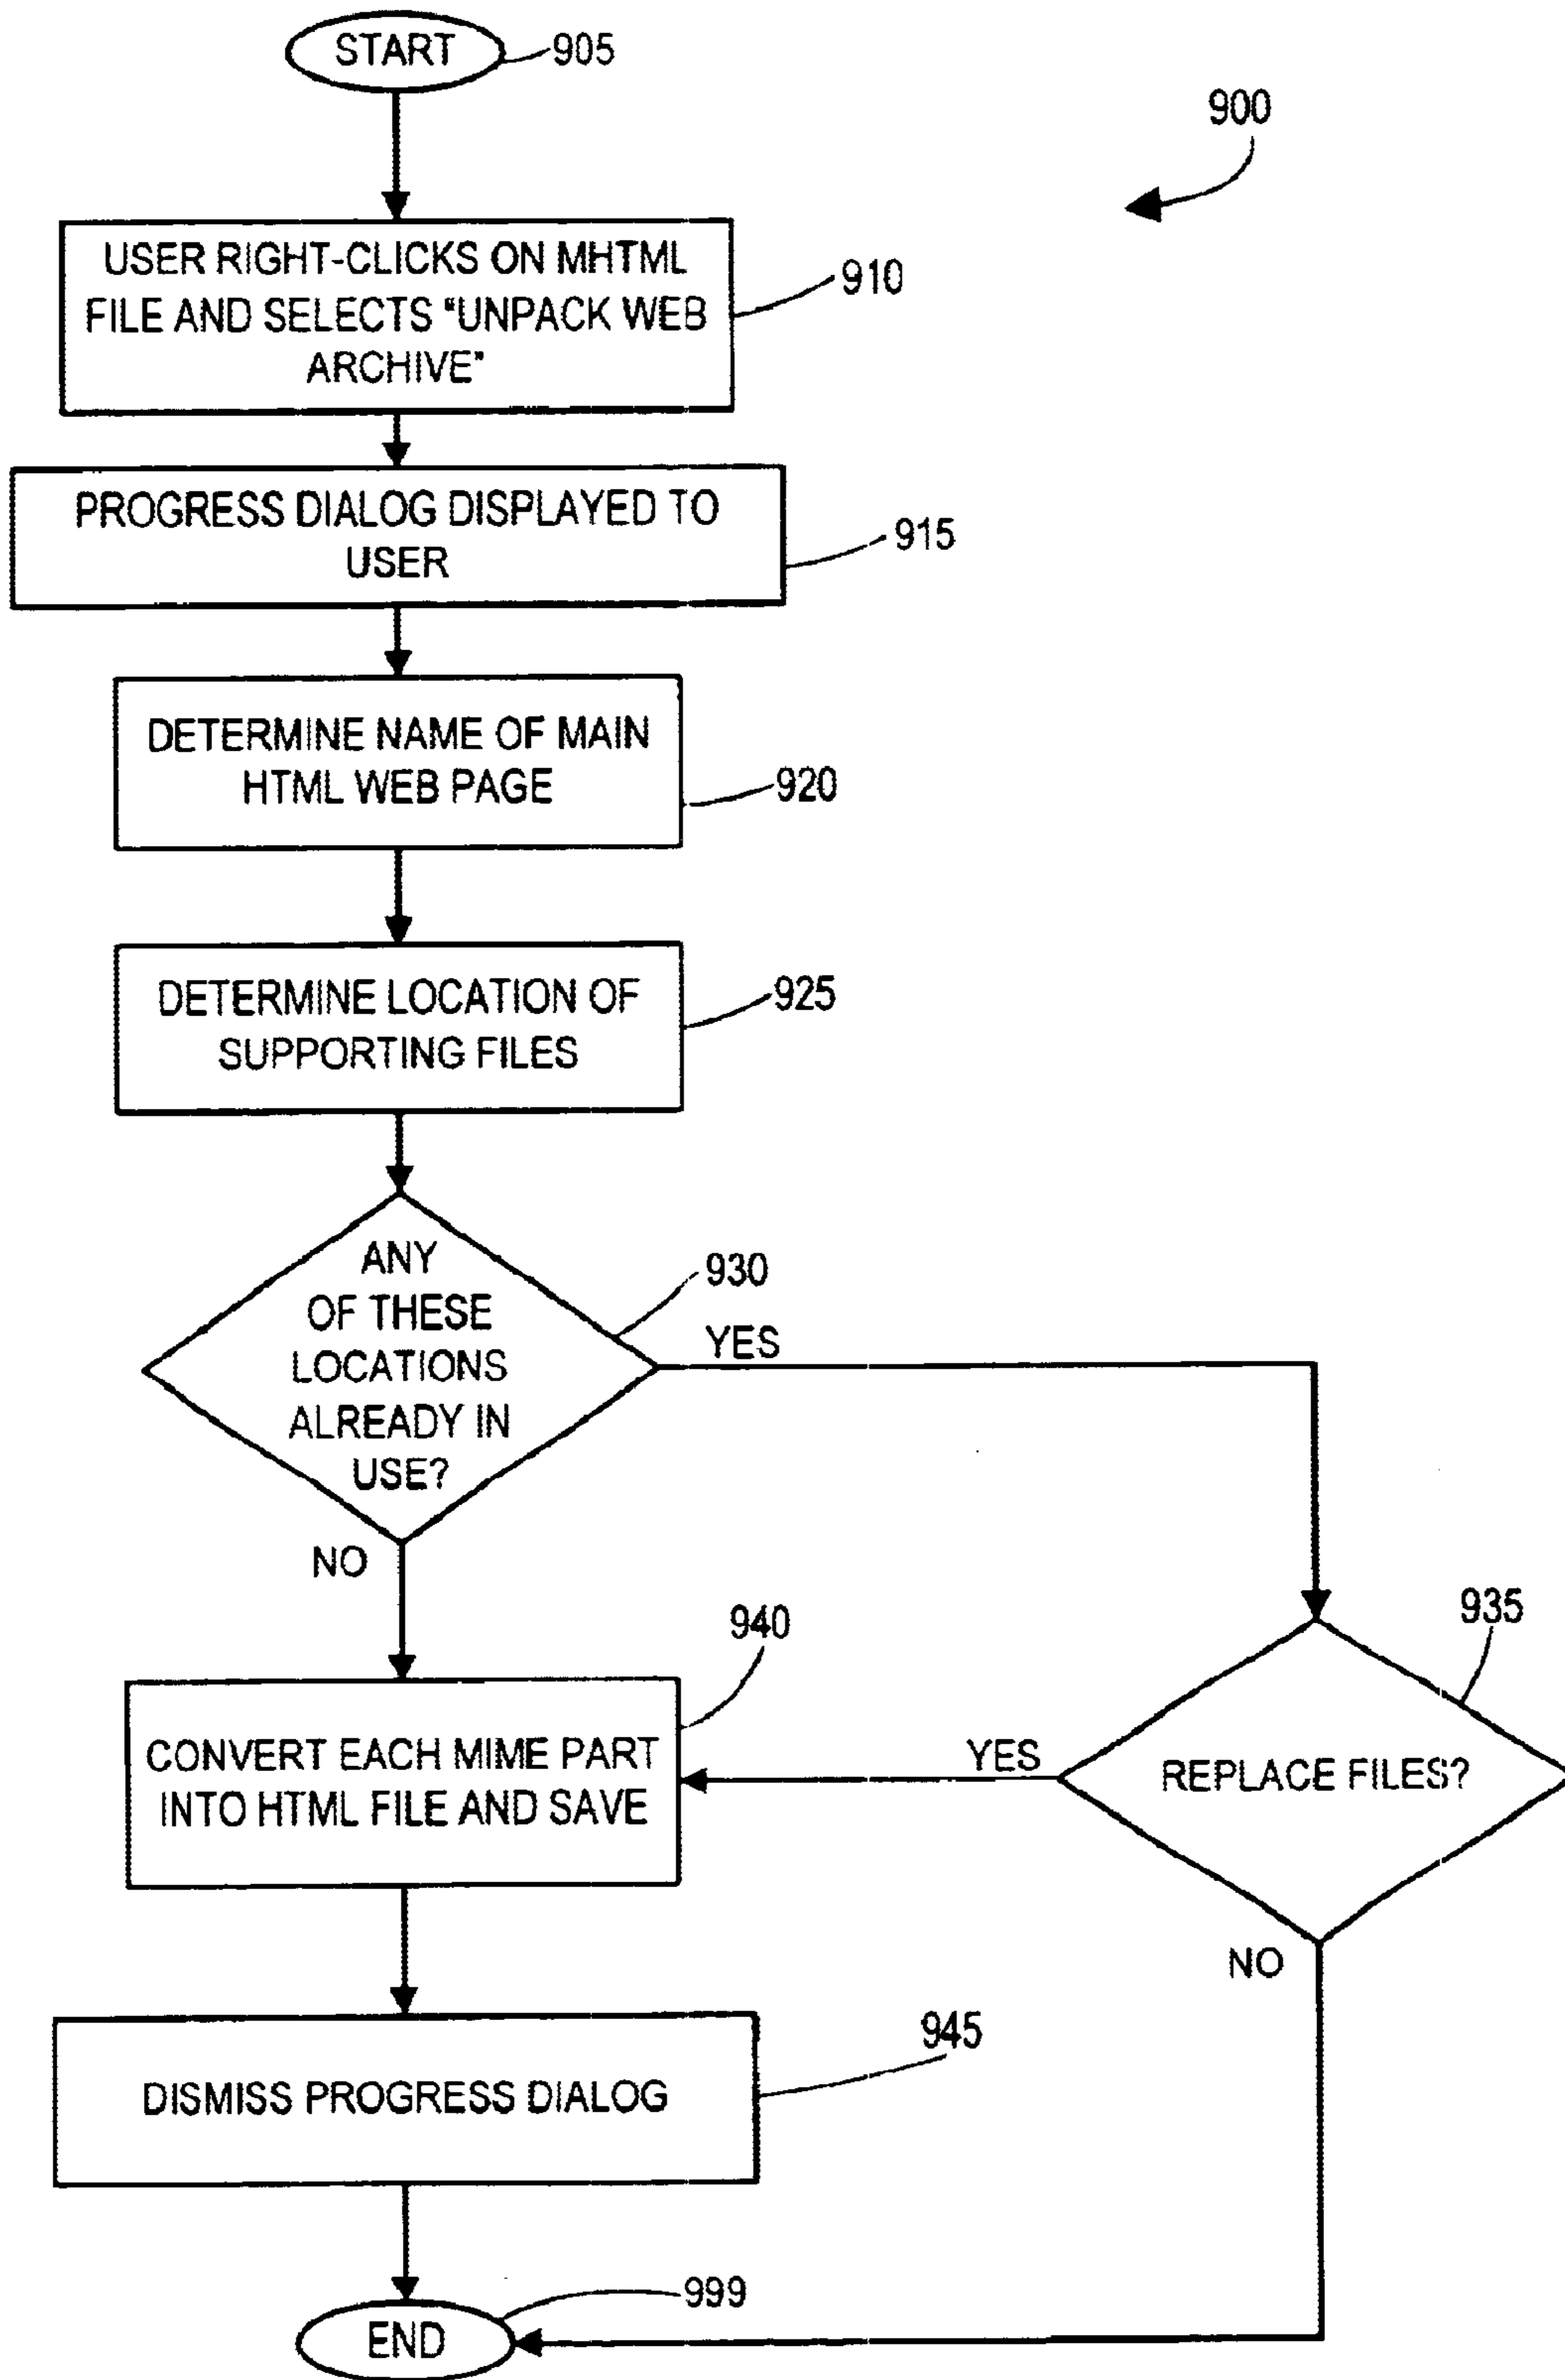 START
905
900
USER RIGHT-CLICKS ON MHTML
FILE AND SELECTS "UNPACK WEB
ARCHIVE"
910
PROGRESS DIALOG DISPLAYED TO
USER
915
DETERMINE NAME OF MAIN
HTML WEB PAGE
920
DETERMINE LOCATION OF
SUPPORTING FILES
925
ANY
OF THESE
LOCATIONS
ALREADY IN
USE?
930
YES
NO
935
REPLACE FILES?
YES
NO
940
CONVERT EACH MIME PART
INTO HTML FILE AND SAVE
945
DISMISS PROGRESS DIALOG
999
END